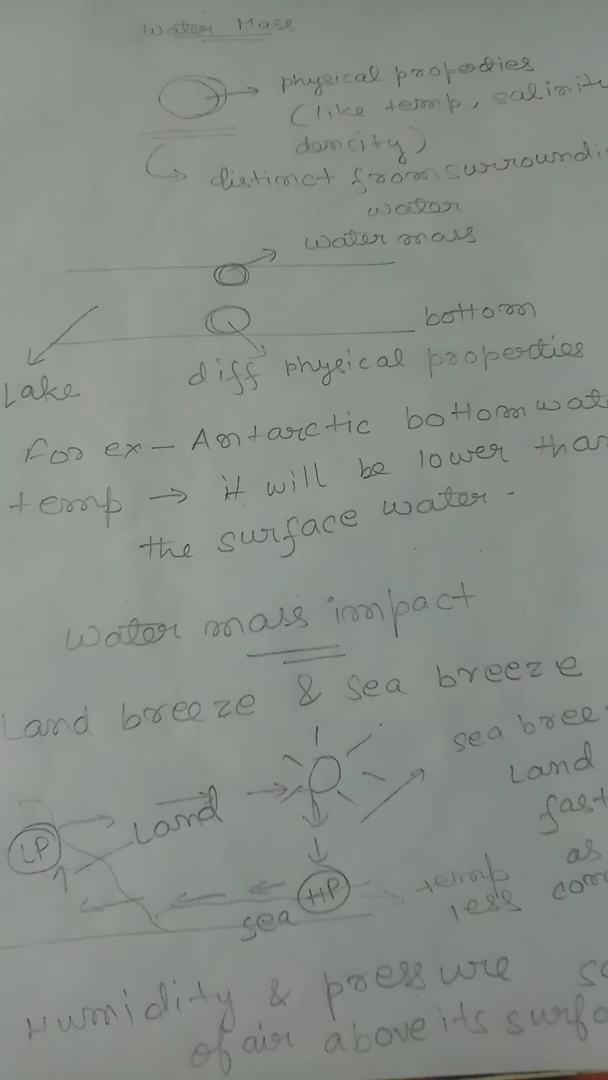 Water Mass
physical properties
(like temp, salinit
density)
distinct from surroundi
water
water mass
bottom
Lake
diff physical properties
For ex - Antarctic bottom wat
temp → it will be lower than
the surface water.
Water mass impact
Land breeze & sea breeze
sea bree
Land
fast
as
LP
Land
HP
temp
less com
sea
Humidity & pressure
of air above its surfa